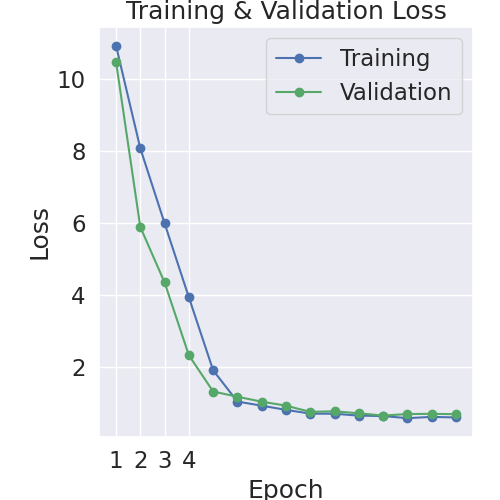 Training & Validation Loss
Training
Validation
Loss
10
8
6
4
2
1 2 3 4
Epoch